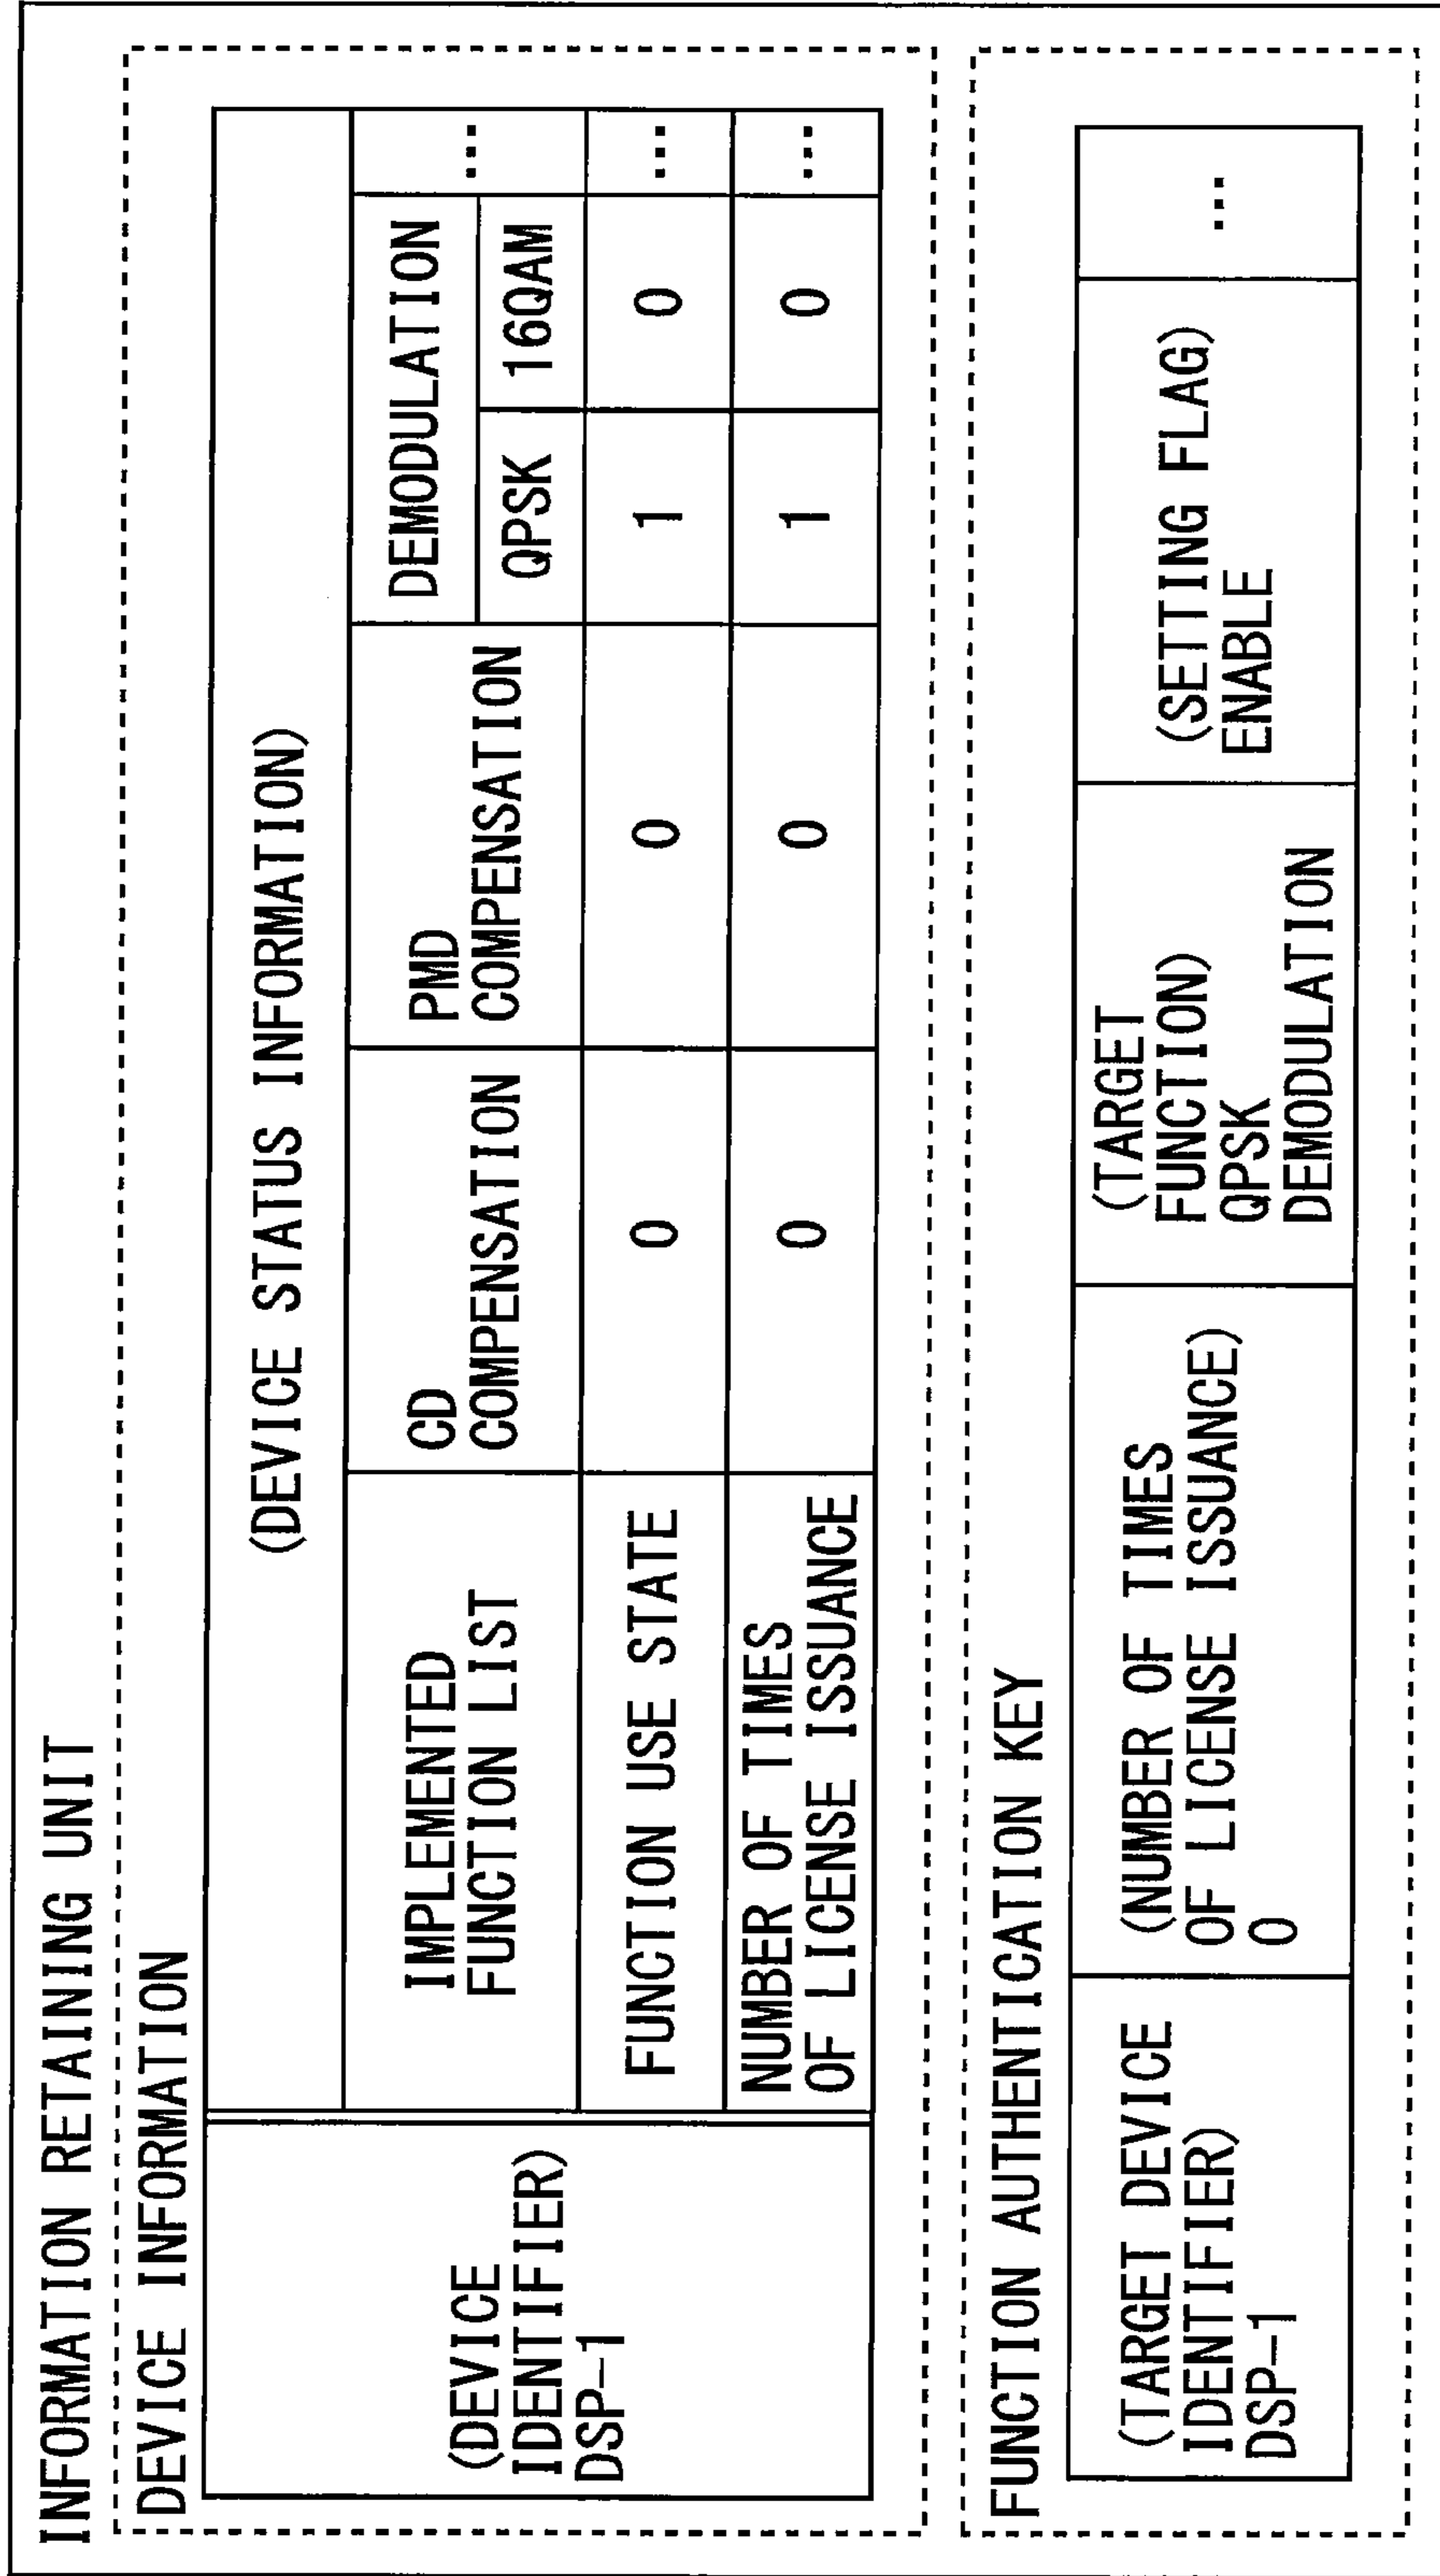 INFORMATION RETAINING UNIT
DEVICE INFORMATION
(DEVICE
IDENTIFIER)
DSP-1
(DEVICE STATUS INFORMATION)
IMPLEMENTED
FUNCTION LIST
CD
COMPENSATION
PMD
COMPENSATION
DEMODULATION
QPSK
16QAM
...
FUNCTION USE STATE
0
0
1
0
...
NUMBER OF TIMES
OF LICENSE ISSUANCE
0
0
1
0
...
FUNCTION AUTHENTICATION KEY
(TARGET DEVICE
IDENTIFIER)
DSP-1
(NUMBER OF TIMES
OF LICENSE ISSUANCE)
0
(TARGET
FUNCTION)
QPSK
DEMODULATION
(SETTING FLAG)
ENABLE
...